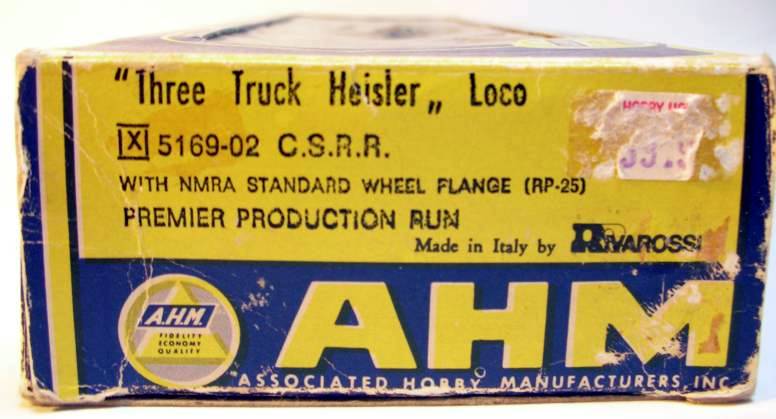 "Three Truck Heisler„ Loco
HOBBY
X 5169-02 C.S.R.R.
WITH NMRA STANDARD WHEEL FLANGE (RP-25)
PREMIER PRODUCTION RUN
Made in Italy by RIVAROSSI
A.H.M.
FIDELITY
ECONOMY
QUALITY
AHM
ASSOCIATED HOBBY MANUFACTURERS, INC